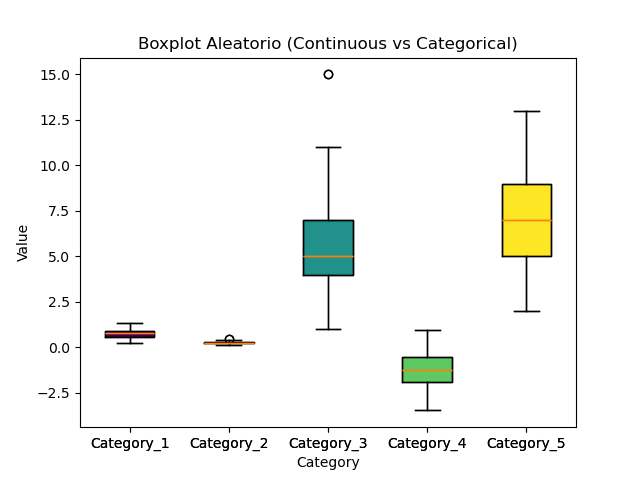 Boxplot Aleatorio (Continuous vs Categorical)
15.0
12.5
10.0
7.5
5.0
2.5
0.0
−2.5
Value
Category_1 Category_2 Category_3 Category_4 Category_5
Category